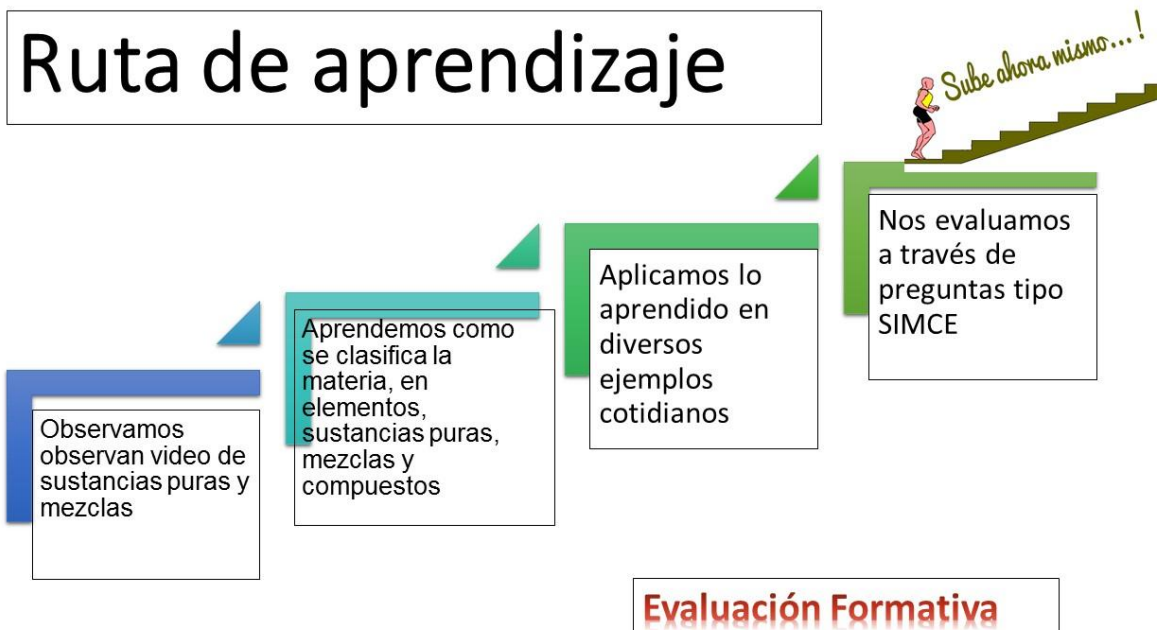 Ruta de aprendizaje
Sube ahora mismo...!
Observamos
observan video de
sustancias puras y
mezclas
Aprendemos como
se clasifica la
materia, en
elementos,
sustancias puras,
mezclas y
compuestos
Aplicamos lo
aprendido en
diversos
ejemplos
cotidianos
Nos evaluamos
a través de
preguntas tipo
SIMCE
Evaluación Formativa